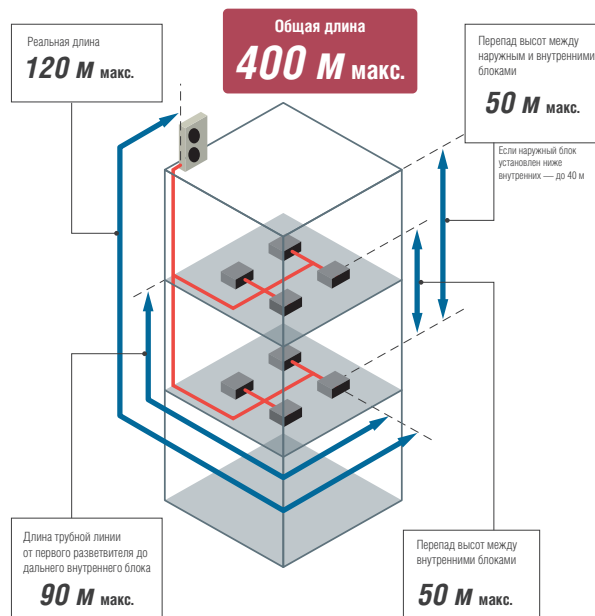 Реальная длина
120 м макс.
Общая длина
400 м макс.
Перепад высот между
наружным и внутренними
блоками
50 м макс.
Если наружный блок
установлен ниже
внутренних — до 40 м
Длина трубной линии
от первого разветвителя до
дальнего внутреннего блока
90 м макс.
Перепад высот между
внутренними блоками
50 м макс.